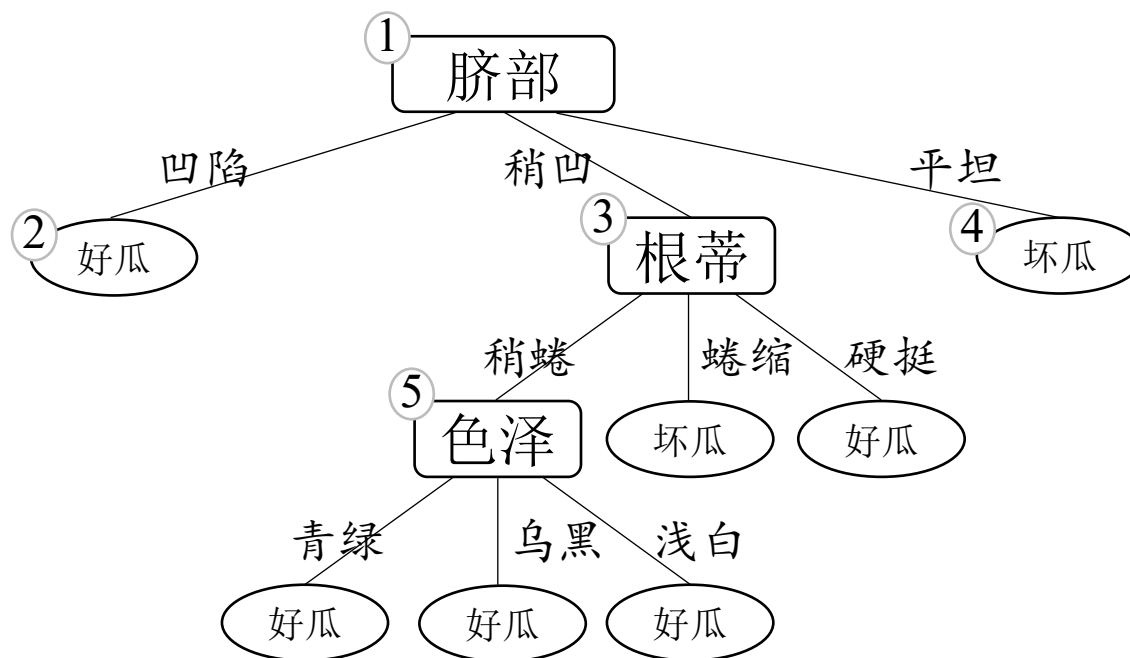 1
脐部
凹陷 稍凹 平坦
2 3 4
好瓜 根蒂 坏瓜
稍蜷 蜷缩 硬挺
5
色泽 坏瓜 好瓜
青绿 乌黑 浅白
好瓜 好瓜 好瓜